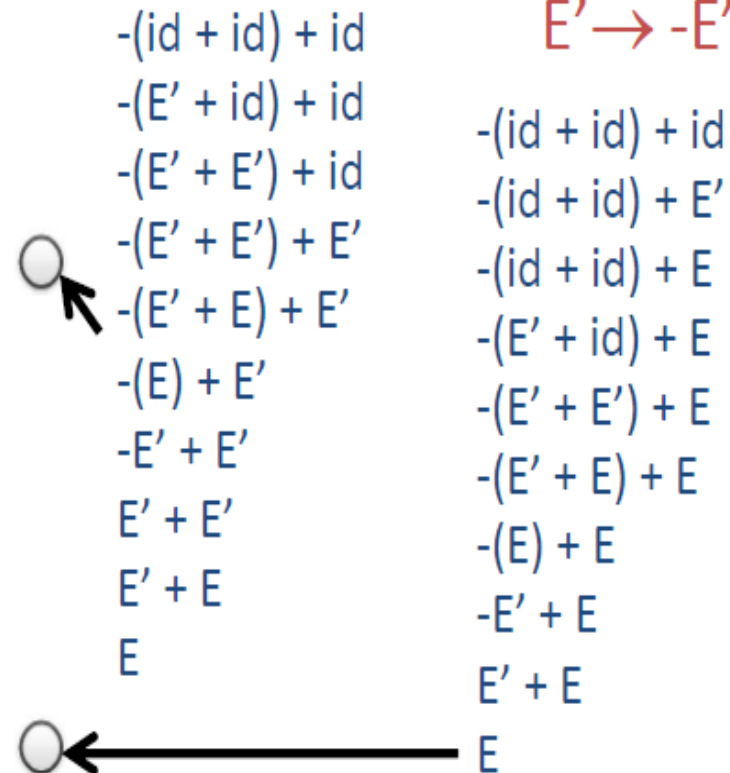 -(id + id) + id
-(E’ + id) + id
-(E’ + E’) + id
-(E’ + E’) + E’
-(E’ + E) + E’
-(E) + E’
-E’ + E’
E’ + E’
E’ + E
E
E’ → -E’
-(id + id) + id
-(id + id) + E’
-(id + id) + E
-(E’ + id) + E
-(E’ + E’) + E
-(E’ + E) + E
-(E) + E
-E’ + E
E’ + E
E